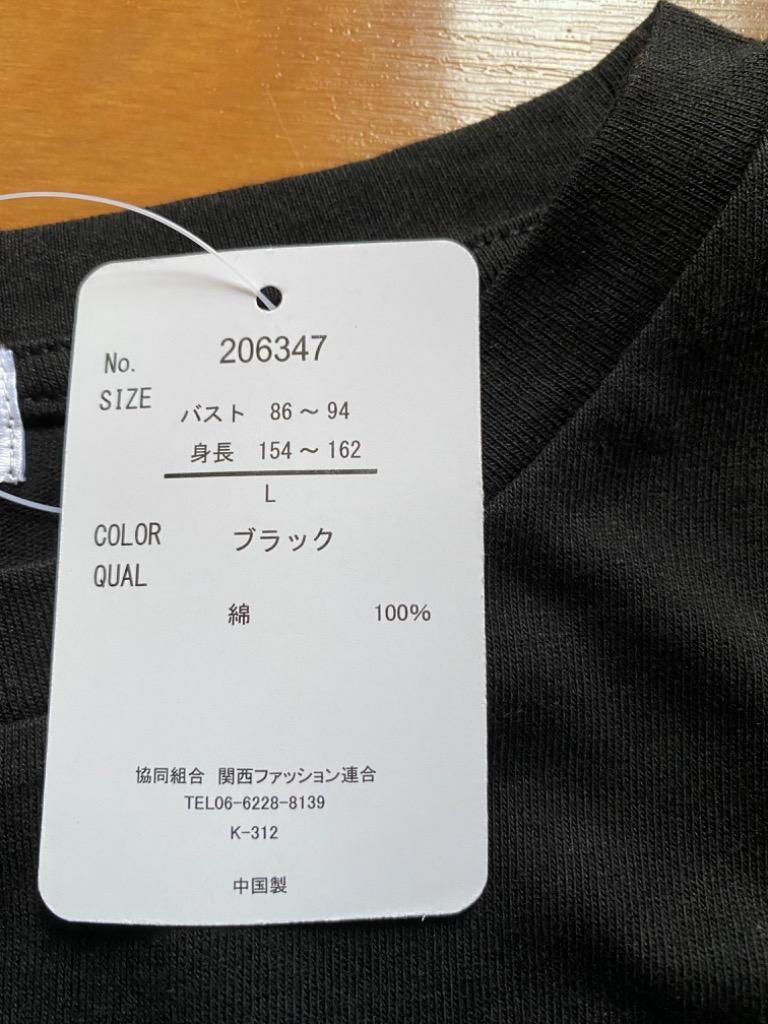 No. 206347
SIZE
バスト 86～94
身長 154～162
L
COLOR ブラック
QUAL
綿 100%
協同組合 関西ファッション連合
TEL06-6228-8139
K-312
中国製